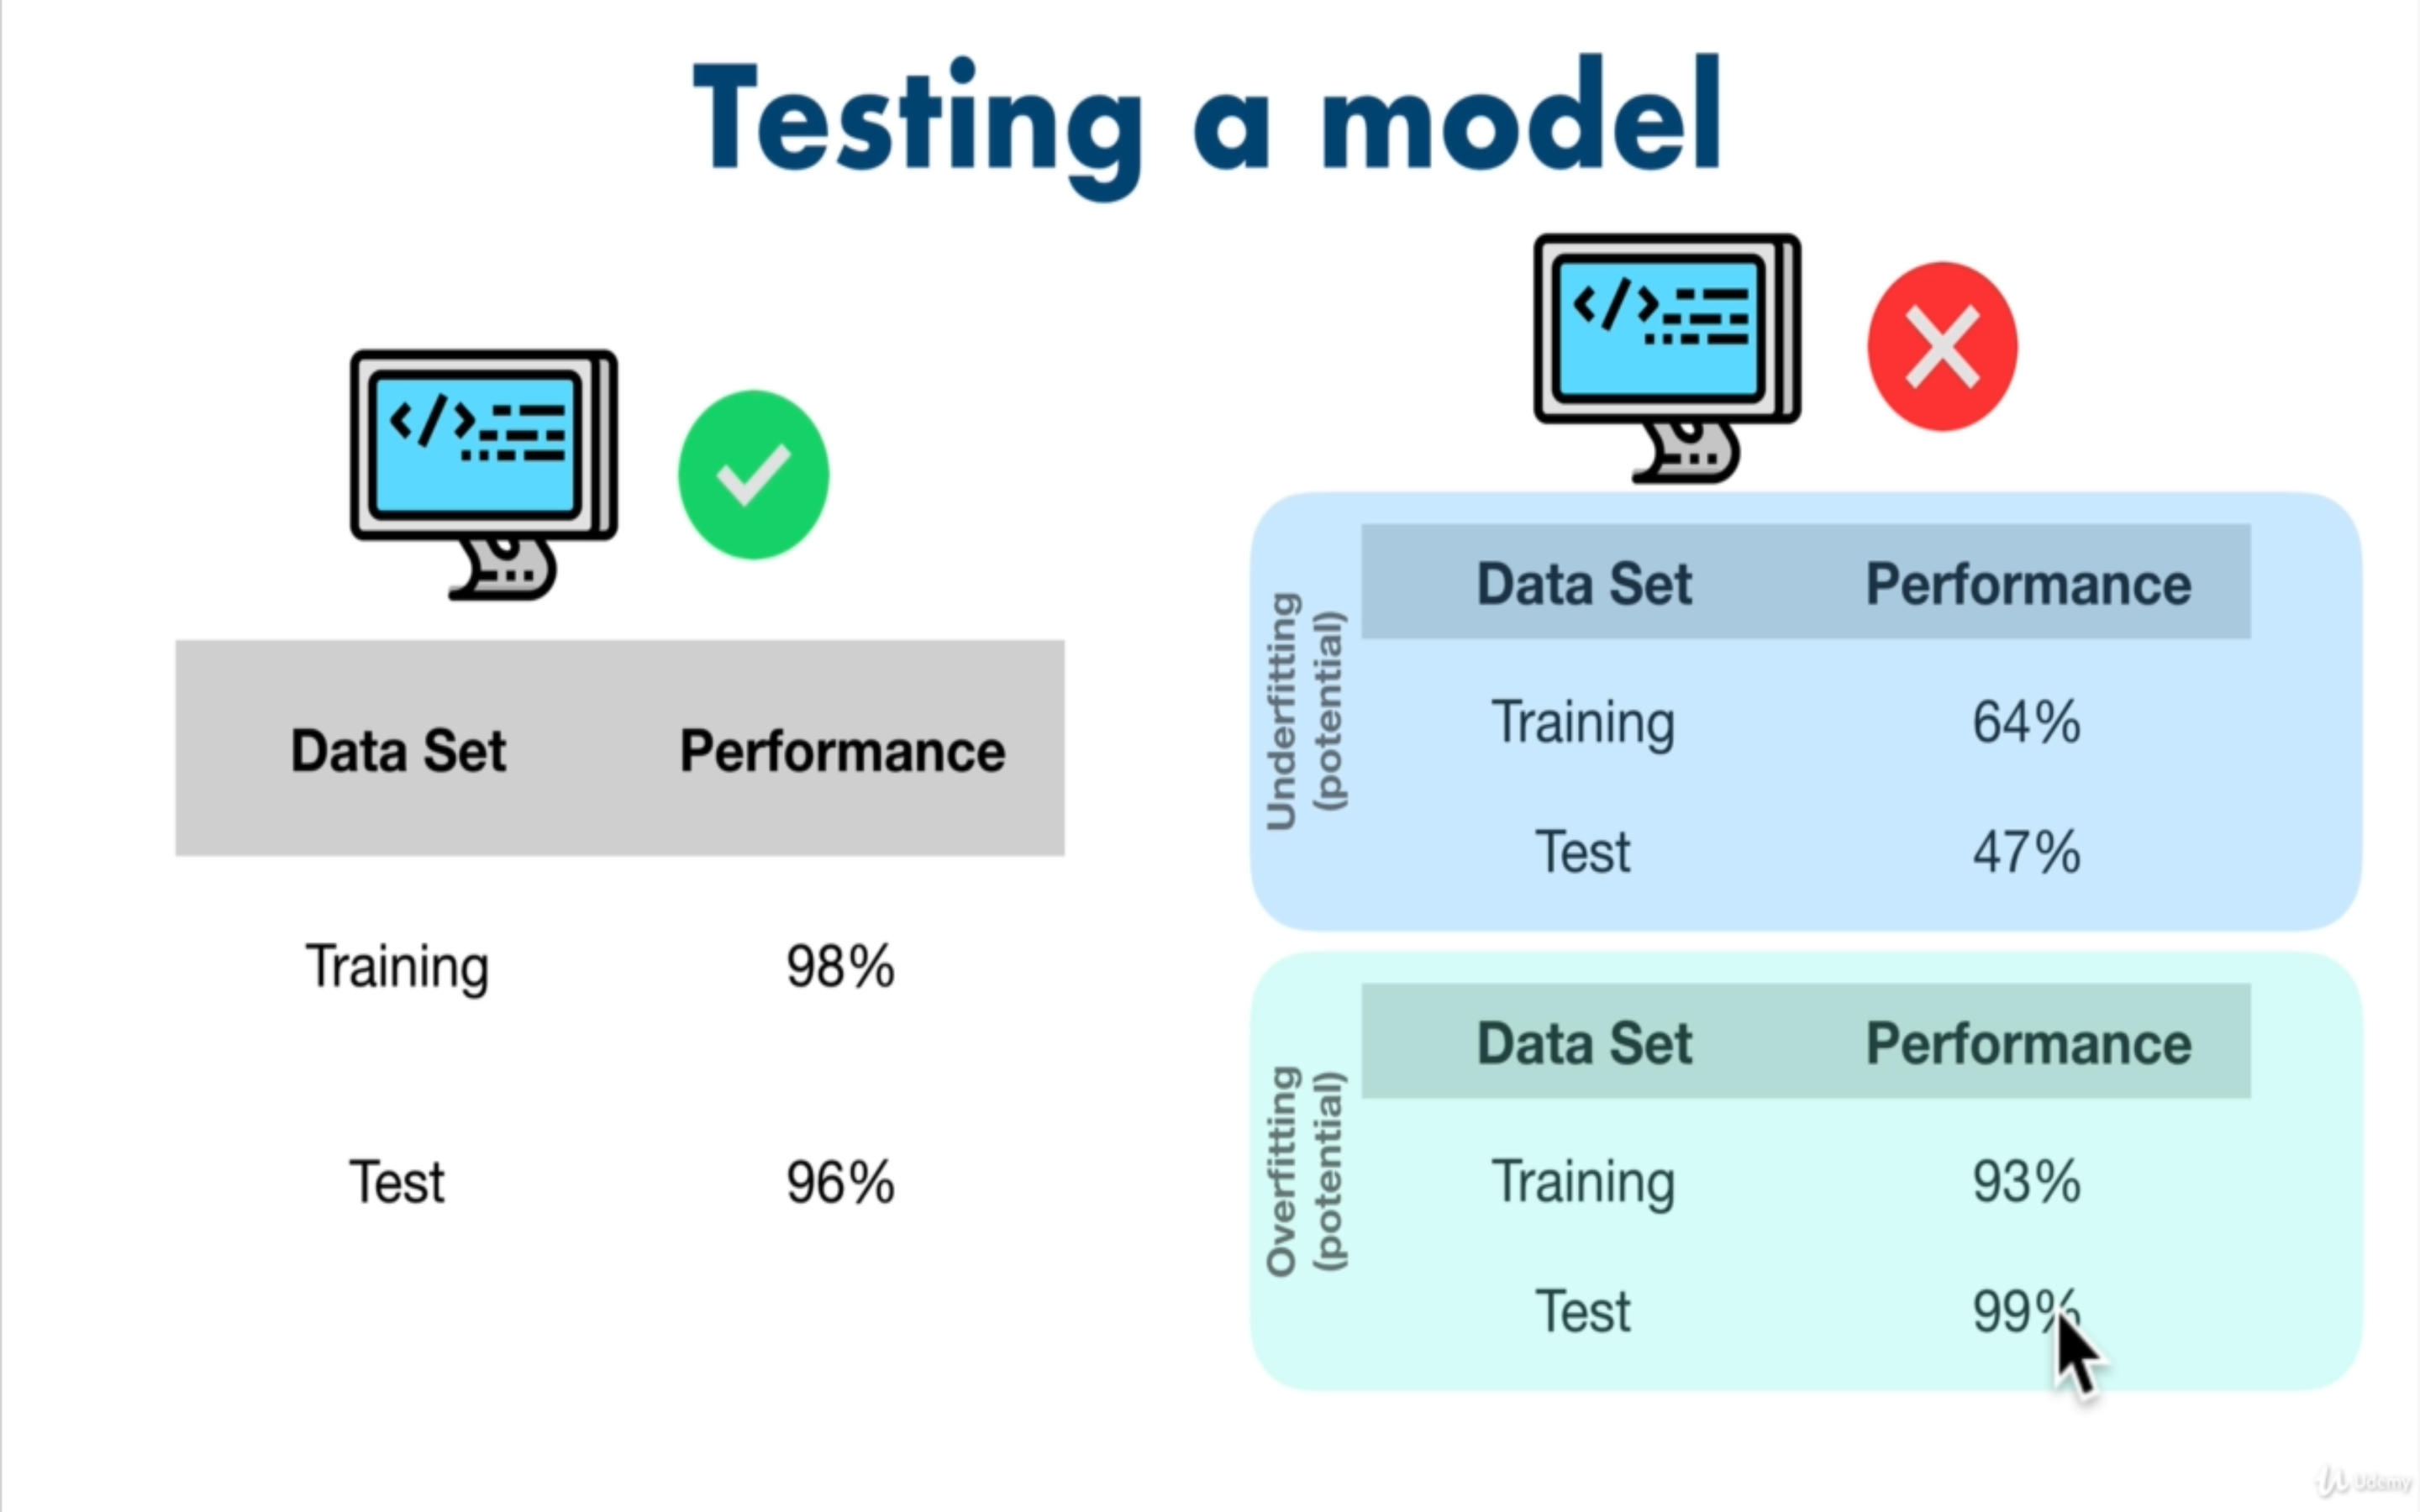 Testing a model
Data Set Performance
Training 98%
Test 96%
Underfitting
(potential)
Data Set Performance
Training 64%
Test 47%
Overfitting
(potential)
Data Set Performance
Training 93%
Test 99%
Udemy